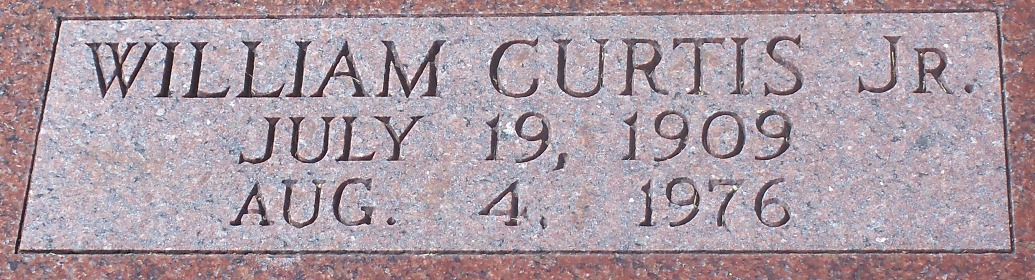 WILLIAM CURTIS JR.
JULY 19, 1909
AUG. 4, 1976